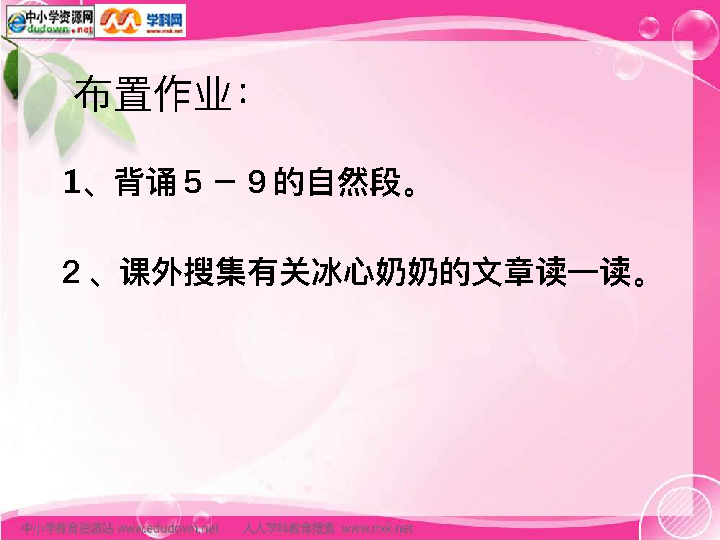 中小学资源网
edudown.net
学科网
www.nxk.net
布置作业：
1、背诵５－９的自然段。
２、课外搜集有关冰心奶奶的文章读一读。
中小学教育资源站 www.edudown.net 人人学科教育搜索 www.rrxk.net